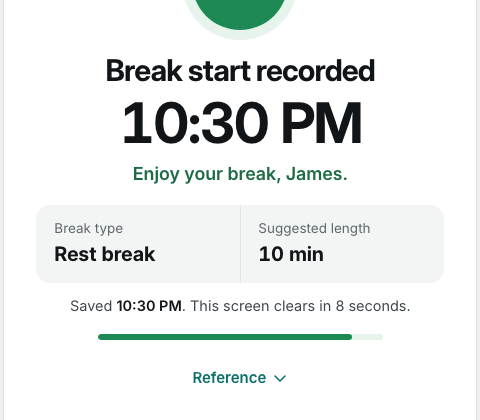 Break start recorded
10:30 PM
Enjoy your break, James.
Break type
Rest break
Suggested length
10 min
Saved 10:30 PM. This screen clears in 8 seconds.
Reference